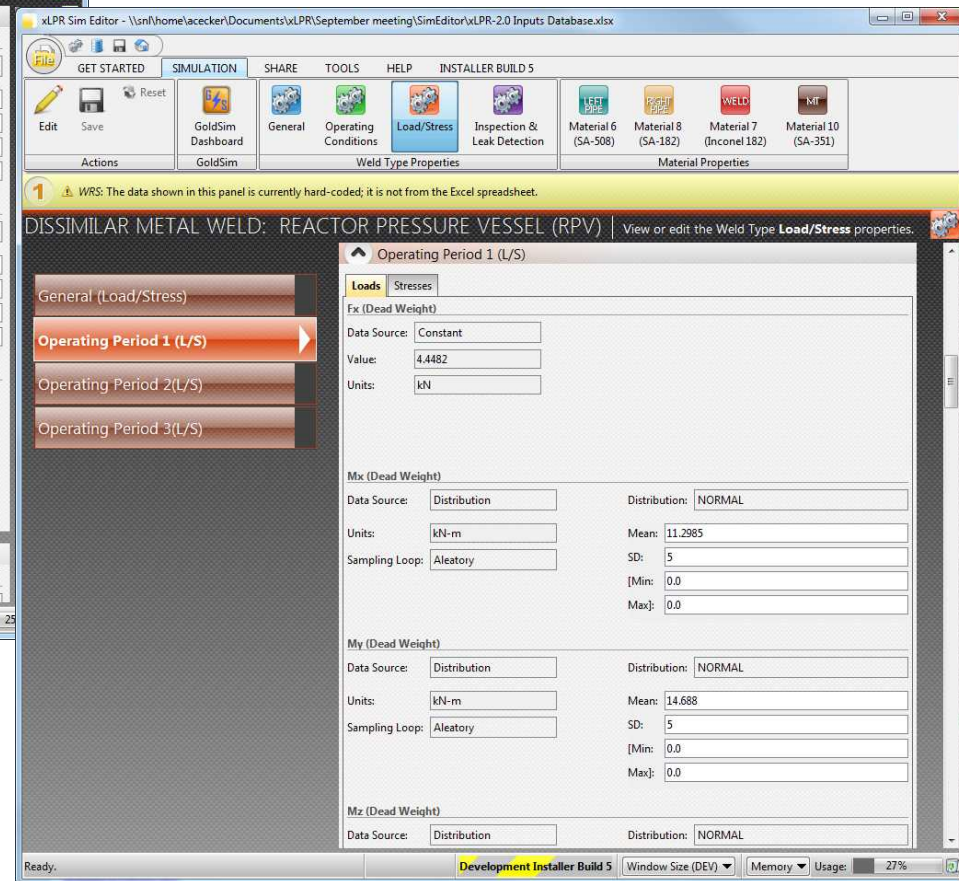 xLPR Sim Editor - \\snl\home\acecker\Documents\xLPR\September meeting\SimEditor\xLPR-2.0 Inputs Database.xlsx
File
GET STARTED SIMULATION SHARE TOOLS HELP INSTALLER BUILD 5
Edit Save Reset GoldSim Dashboard General Operating Conditions Load/Stress Inspection & Leak Detection LEFT PIPE Material 6 (SA-508) RIGHT PIPE Material 8 (SA-182) WELD Material 7 (Inconel 182) MT Material 10 (SA-351)
Actions GoldSim Weld Type Properties Material Properties
1 WRS: The data shown in this panel is currently hard-coded; it is not from the Excel spreadsheet.
DISSIMILAR METAL WELD: REACTOR PRESSURE VESSEL (RPV) View or edit the Weld Type Load/Stress properties.
General (Load/Stress)
Operating Period 1 (L/S)
Operating Period 2(L/S)
Operating Period 3(L/S)
Operating Period 1 (L/S)
Loads Stresses
Fx (Dead Weight)
Data Source: Constant
Value: 4.4482
Units: kN
Mx (Dead Weight)
Data Source: Distribution Distribution: NORMAL
Units: kN-m Mean: 11.2985
Sampling Loop: Aleatory SD: 5
[Min: 0.0
Max]: 0.0
My (Dead Weight)
Data Source: Distribution Distribution: NORMAL
Units: kN-m Mean: 14.688
Sampling Loop: Aleatory SD: 5
[Min: 0.0
Max]: 0.0
Mz (Dead Weight)
Data Source: Distribution Distribution: NORMAL
25
Ready. Development Installer Build 5 Window Size (DEV) Memory Usage: 27%